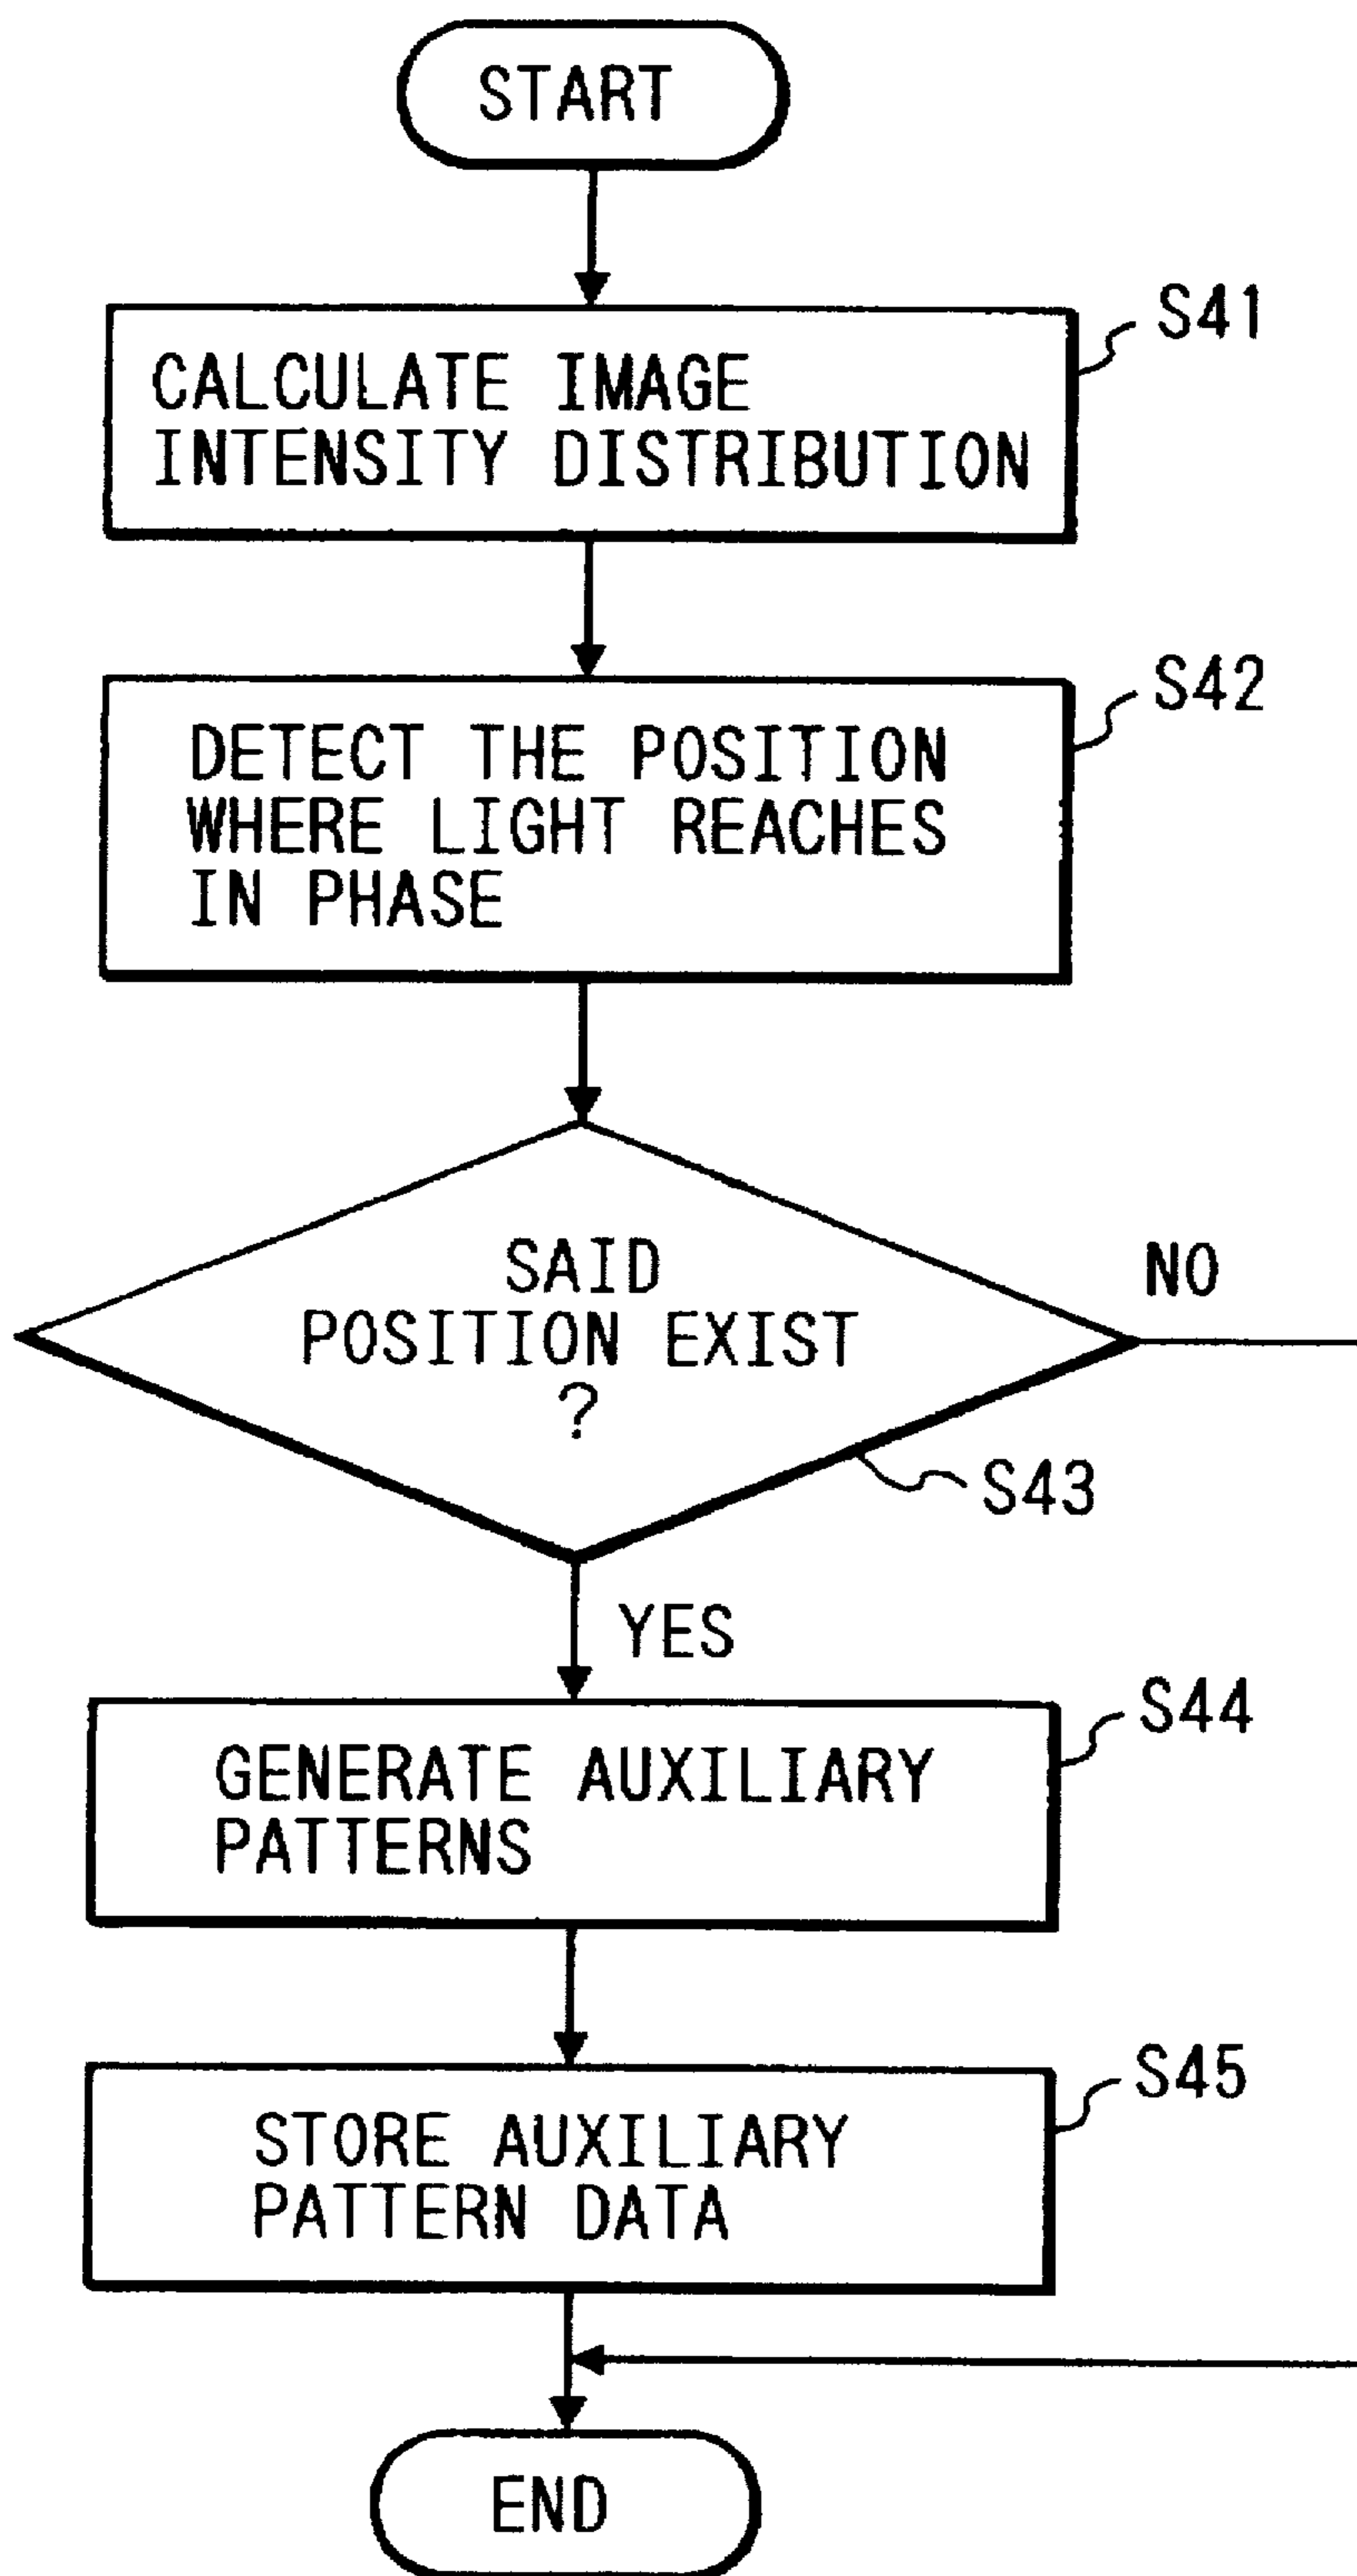 START
S41
CALCULATE IMAGE
INTENSITY DISTRIBUTION
S42
DETECT THE POSITION
WHERE LIGHT REACHES
IN PHASE
SAID
POSITION EXIST
?
NO
S43
YES
S44
GENERATE AUXILIARY
PATTERNS
S45
STORE AUXILIARY
PATTERN DATA
END